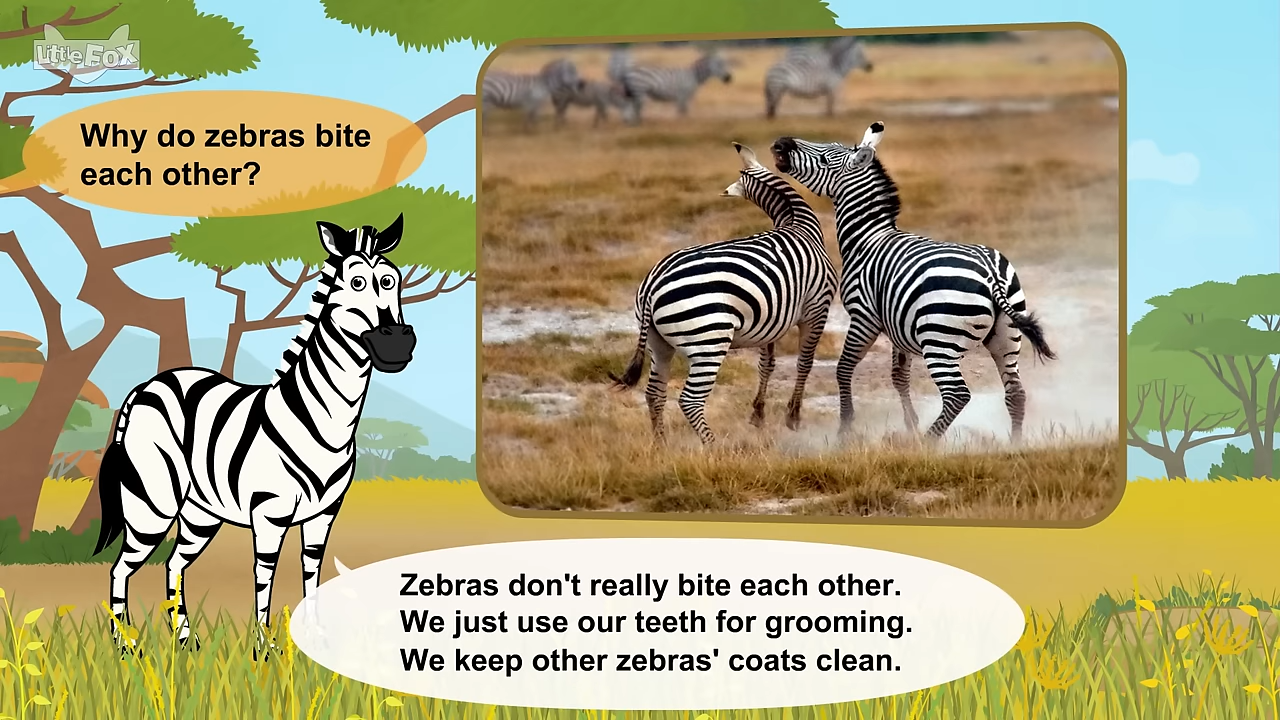 Little Fox
Why do zebras bite
each other?
Zebras don't really bite each other.
We just use our teeth for grooming.
We keep other zebras' coats clean.